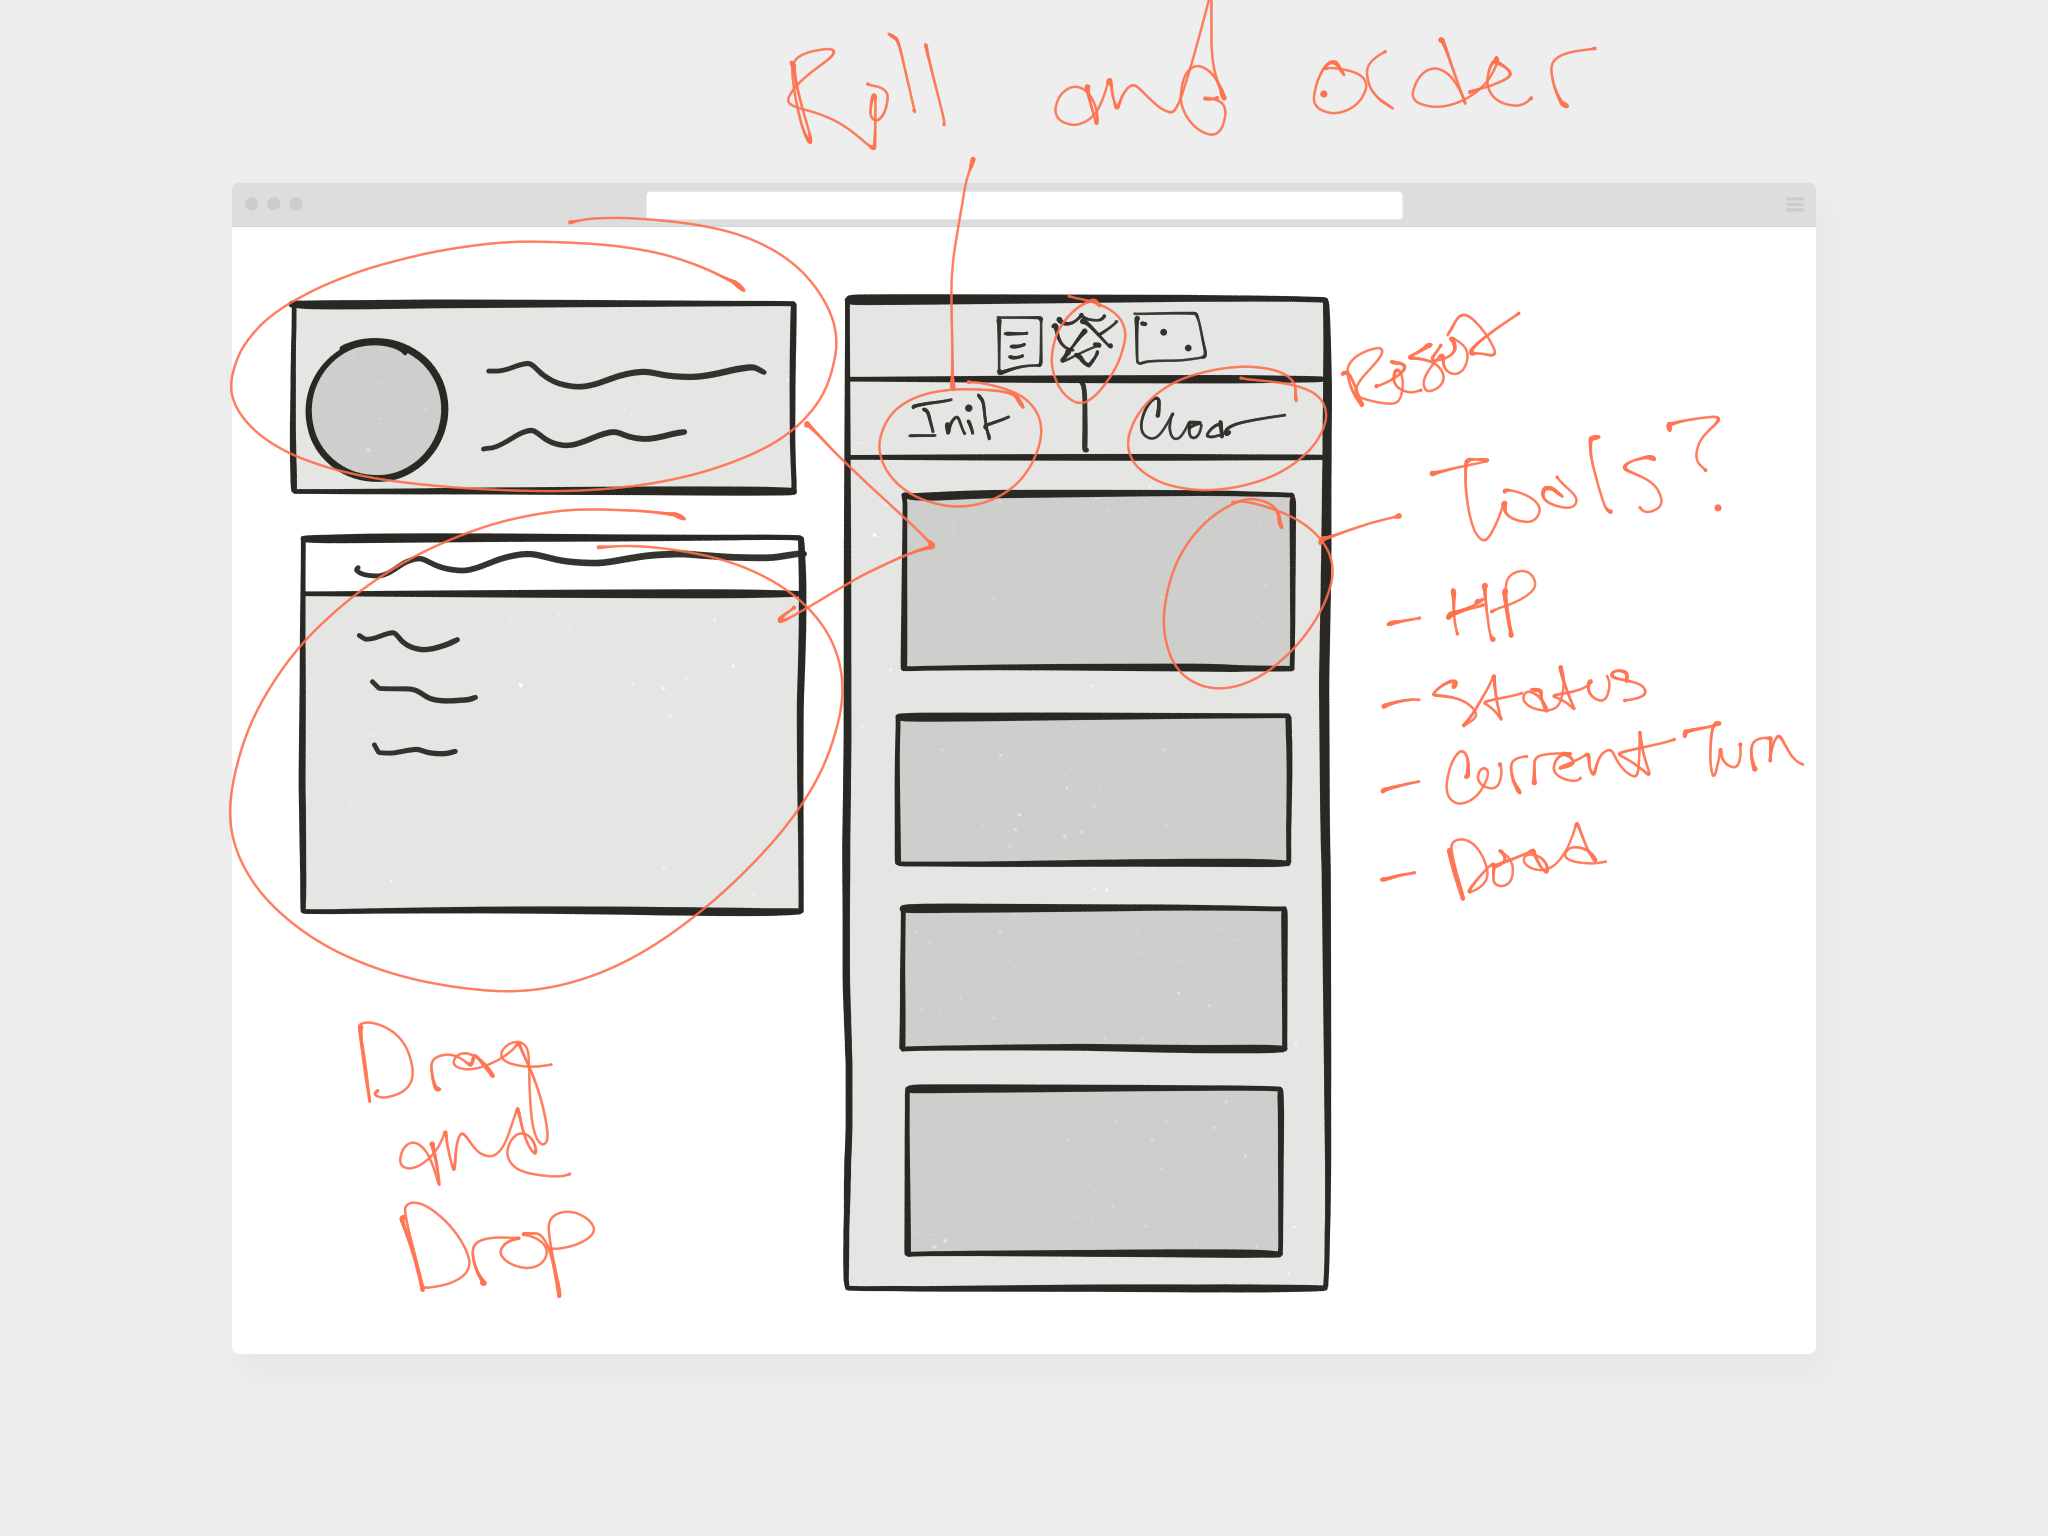 Roll and order
Init
Clear
Reset
Tools?
- HP
- Status
- Current Turn
- Dead
Drag
and
Drop